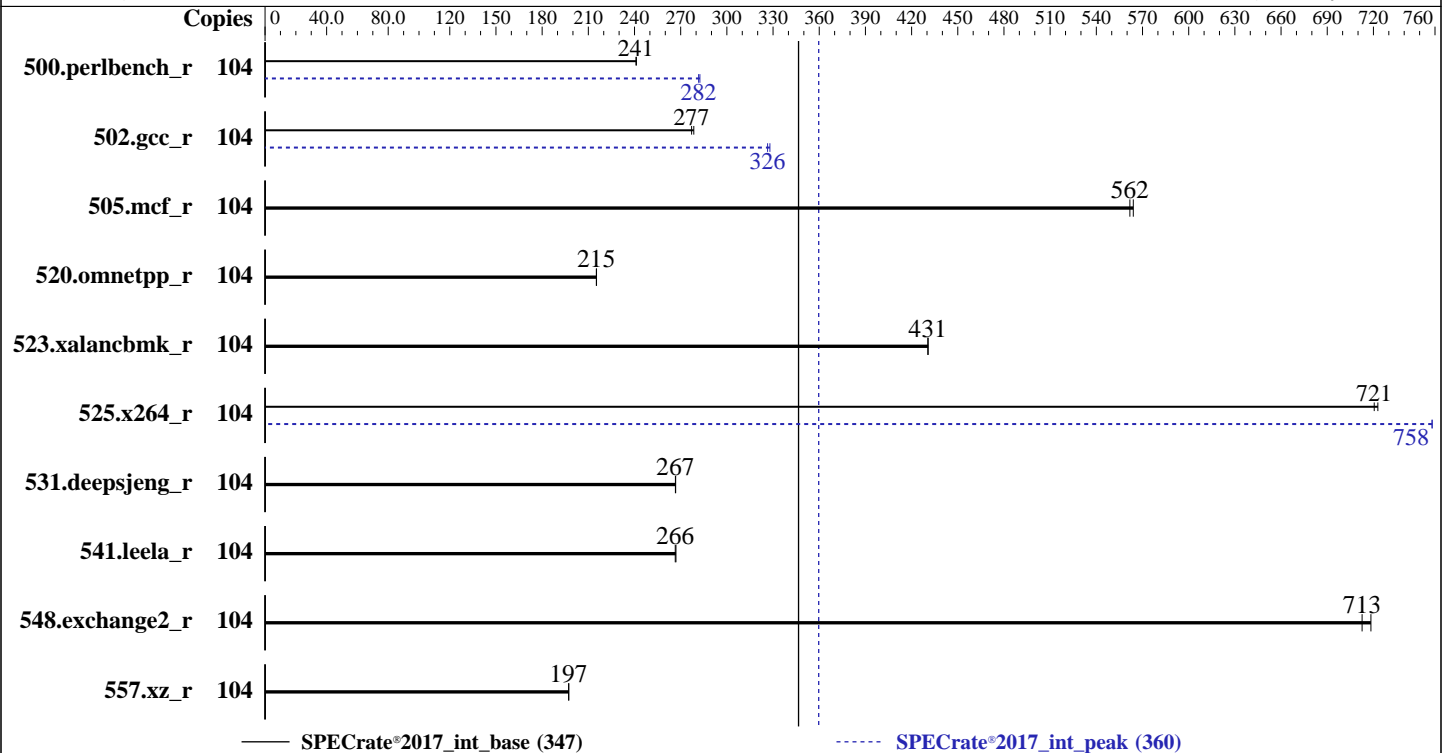 Copies 0 40.0 80.0 120 150 180 210 240 270 300 330 360 390 420 450 480 510 540 570 600 630 660 690 720 760
241
500.perlbench_r 104
282
277
502.gcc_r 104
326
562
505.mcf_r 104
215
520.omnetpp_r 104
431
523.xalancbmk_r 104
721
525.x264_r 104
758
267
531.deepsjeng_r 104
266
541.leela_r 104
713
548.exchange2_r 104
197
557.xz_r 104
SPECrate®2017_int_base (347) SPECrate®2017_int_peak (360)